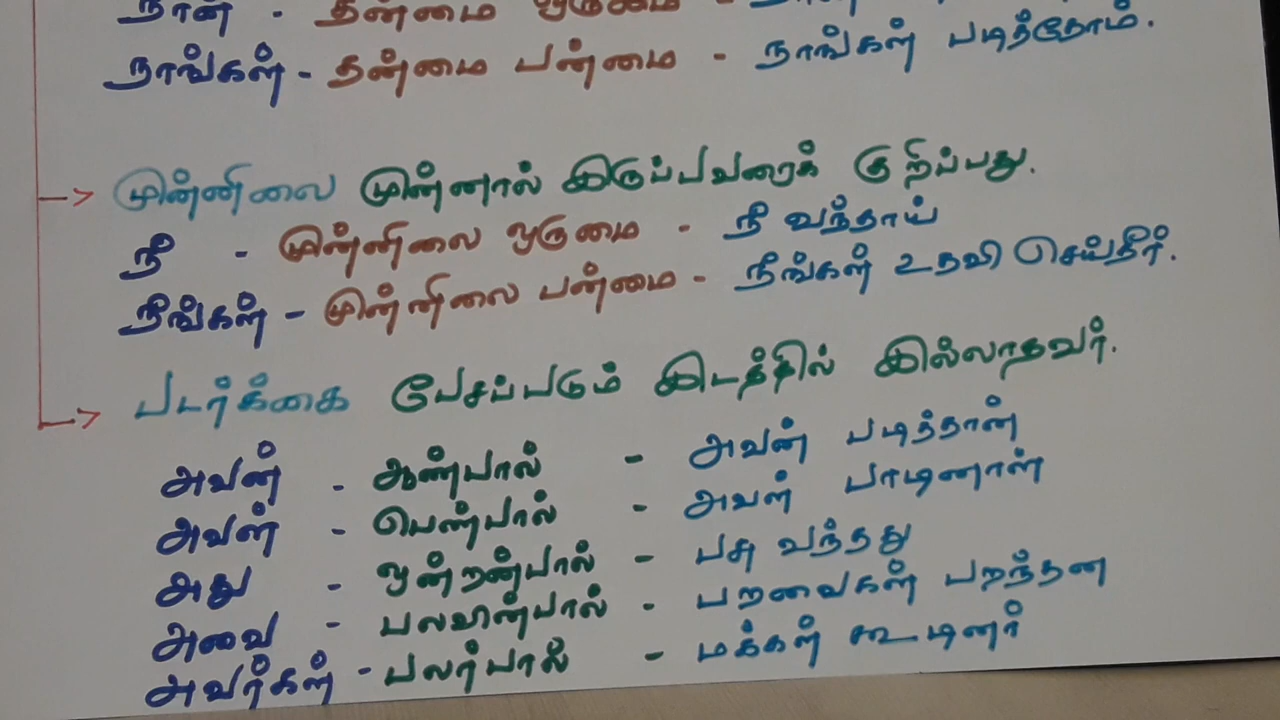 நான் - தன்மை ஒருமை -
நாங்கள் - தன்மை பன்மை - நாங்கள் படித்தோம்.
முன்னிலை முன்னால் இருப்பவரைக் குறிப்பது.
நீ - முன்னிலை ஒருமை - நீ வந்தாய்
நீங்கள் - முன்னிலை பன்மை - நீங்கள் உதவி செய்தீர்.
படர்க்கை பேசப்படும் இடத்தில் இல்லாதவர்.
அவன் - ஆண்பால் - அவன் படித்தான்
அவள் - பெண்பால் - அவள் பாடினாள்
அது - ஒன்றன்பால் - பசு வந்தது
அவை - பலவின்பால் - பறவைகள் பறந்தன
அவர்கள் - பலர்பால் - மக்கள் கூடினர்